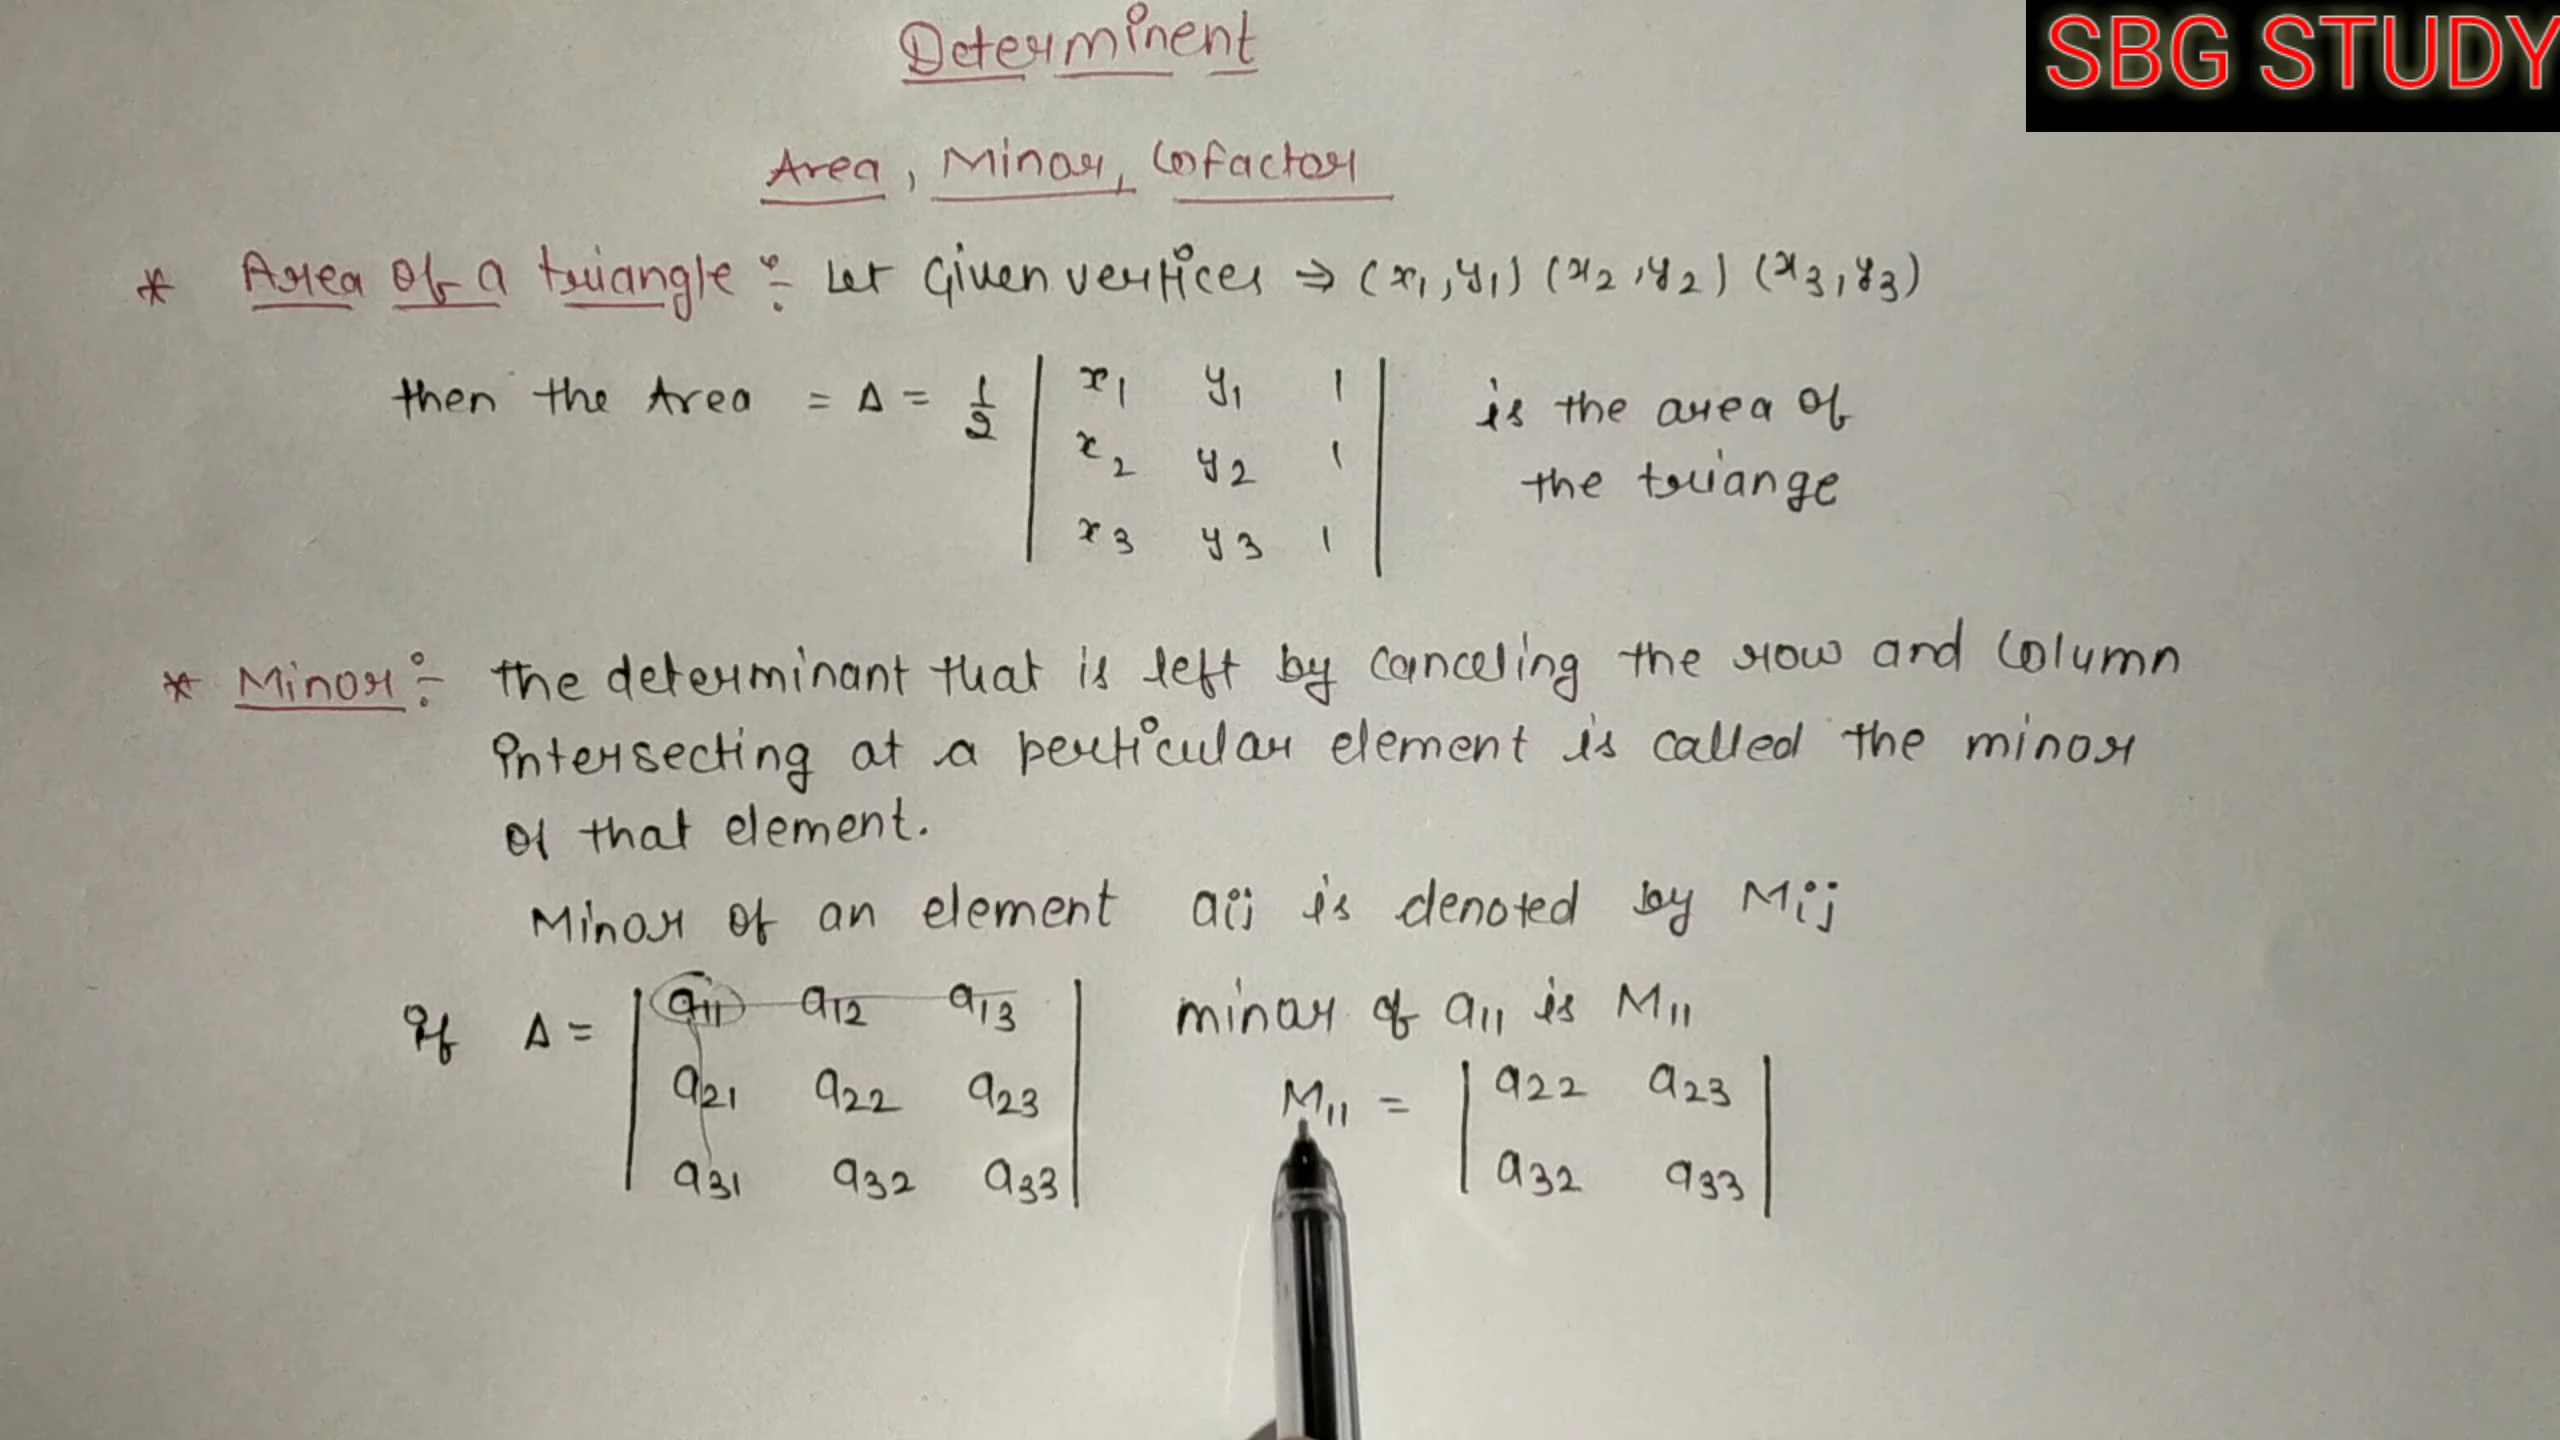 Determinent
SBG STUDY
Area, Minor, Cofactor
* Area of a triangle :- Let Given vertices ⇒ (x₁,y₁) (x₂,y₂) (x₃,y₃)
then the Area = Δ = 1/2 | x₁ y₁ 1 | is the area of
| x₂ y₂ 1 | the triange
| x₃ y₃ 1 |
* Minor :- the determinant that is left by canceling the row and column
intersecting at a perticular element is called the minor
of that element.
Minor of an element aij is denoted by Mij
If Δ = | a₁₁ a₁₂ a₁₃ | minor of a₁₁ is M₁₁
| a₂₁ a₂₂ a₂₃ | M₁₁ = | a₂₂ a₂₃ |
| a₃₁ a₃₂ a₃₃ | | a₃₂ a₃₃ |